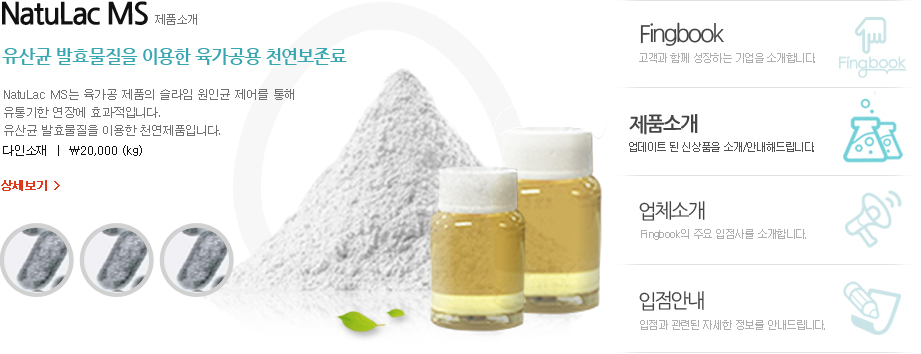 NatuLac MS 제품소개
유산균 발효물질을 이용한 육가공용 천연보존료
NatuLac MS는 육가공 제품의 슬라임 원인균 제어를 통해
유통기한 연장에 효과적입니다.
유산균 발효물질을 이용한 천연제품입니다.
다인소재 | ₩20,000 (kg)
상세보기 >
Fingbook
고객과 함께 성장하는 기업을 소개합니다.
Fingbook
제품소개
업데이트 된 신상품을 소개/안내해드립니다.
업체소개
Fingbook의 주요 입점사를 소개합니다.
입점안내
입점과 관련된 자세한 정보를 안내드립니다.